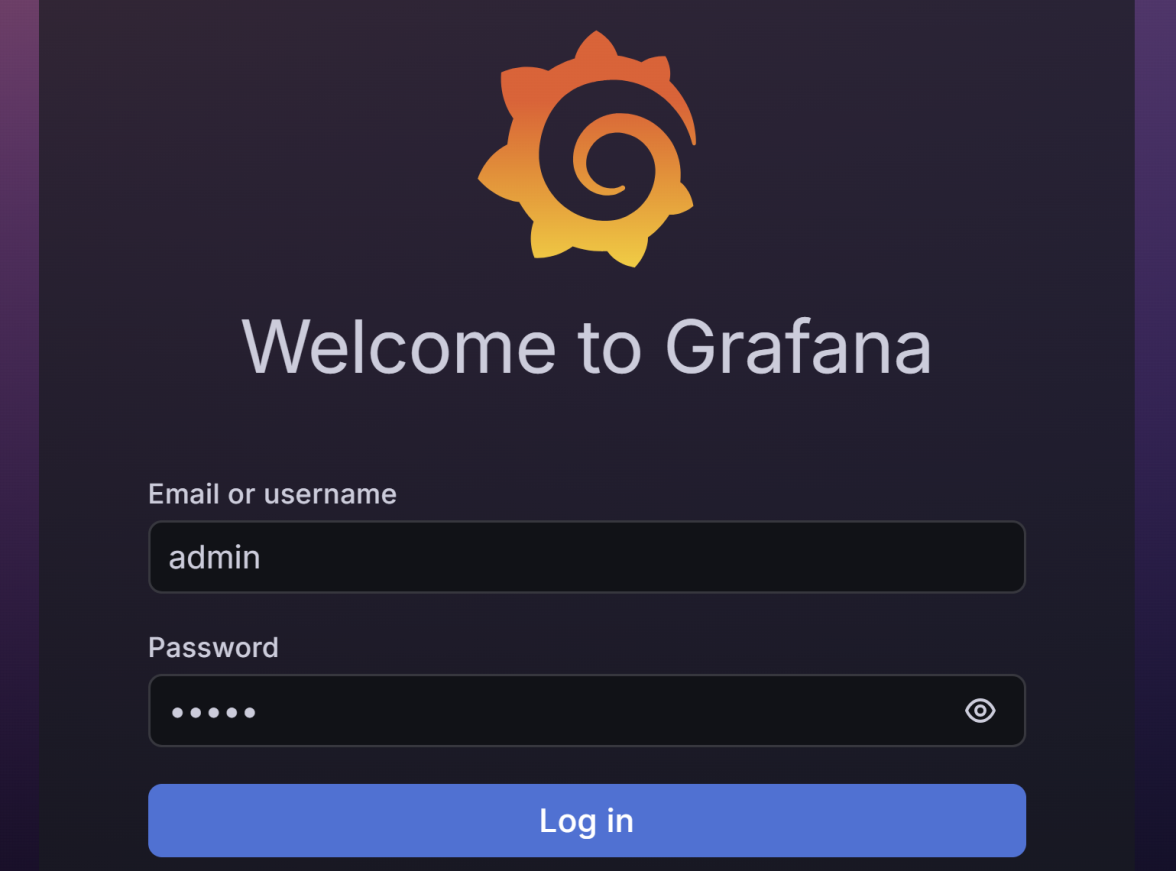 Welcome to Grafana
Email or username
admin
Password
•••••
Log in